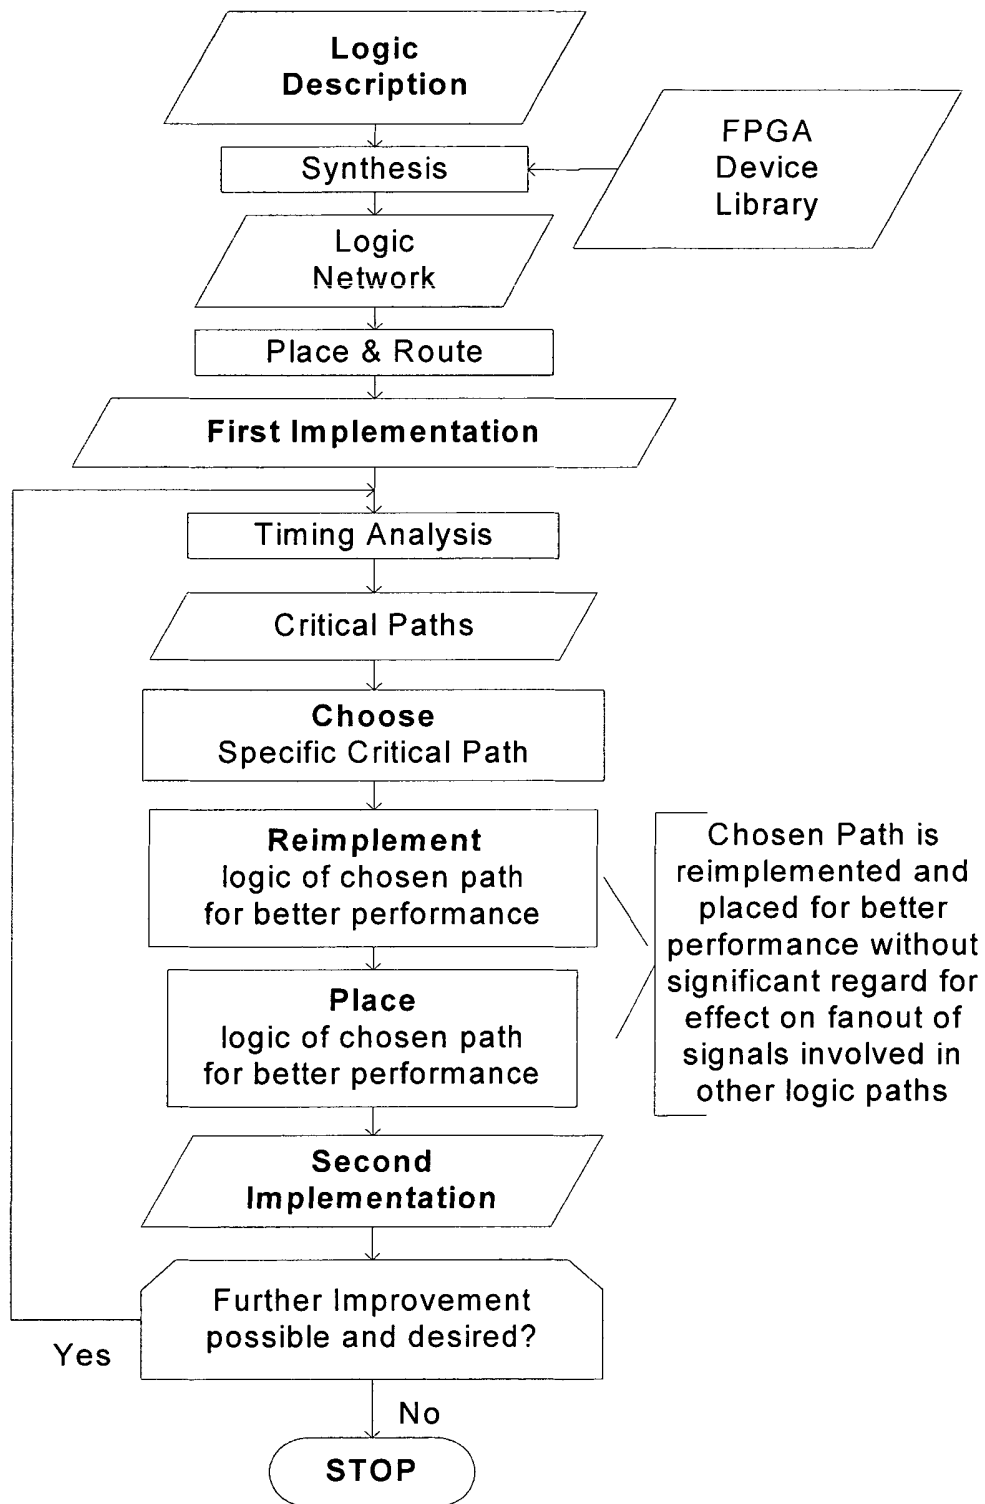 Logic
Description
FPGA
Device
Library
Synthesis
Logic
Network
Place & Route
First Implementation
Timing Analysis
Critical Paths
Choose
Specific Critical Path
Reimplement
logic of chosen path
for better performance
Chosen Path is
reimplemented and
placed for better
performance without
significant regard for
effect on fanout of
signals involved in
other logic paths
Place
logic of chosen path
for better performance
Second
Implementation
Further Improvement
possible and desired?
Yes
No
STOP